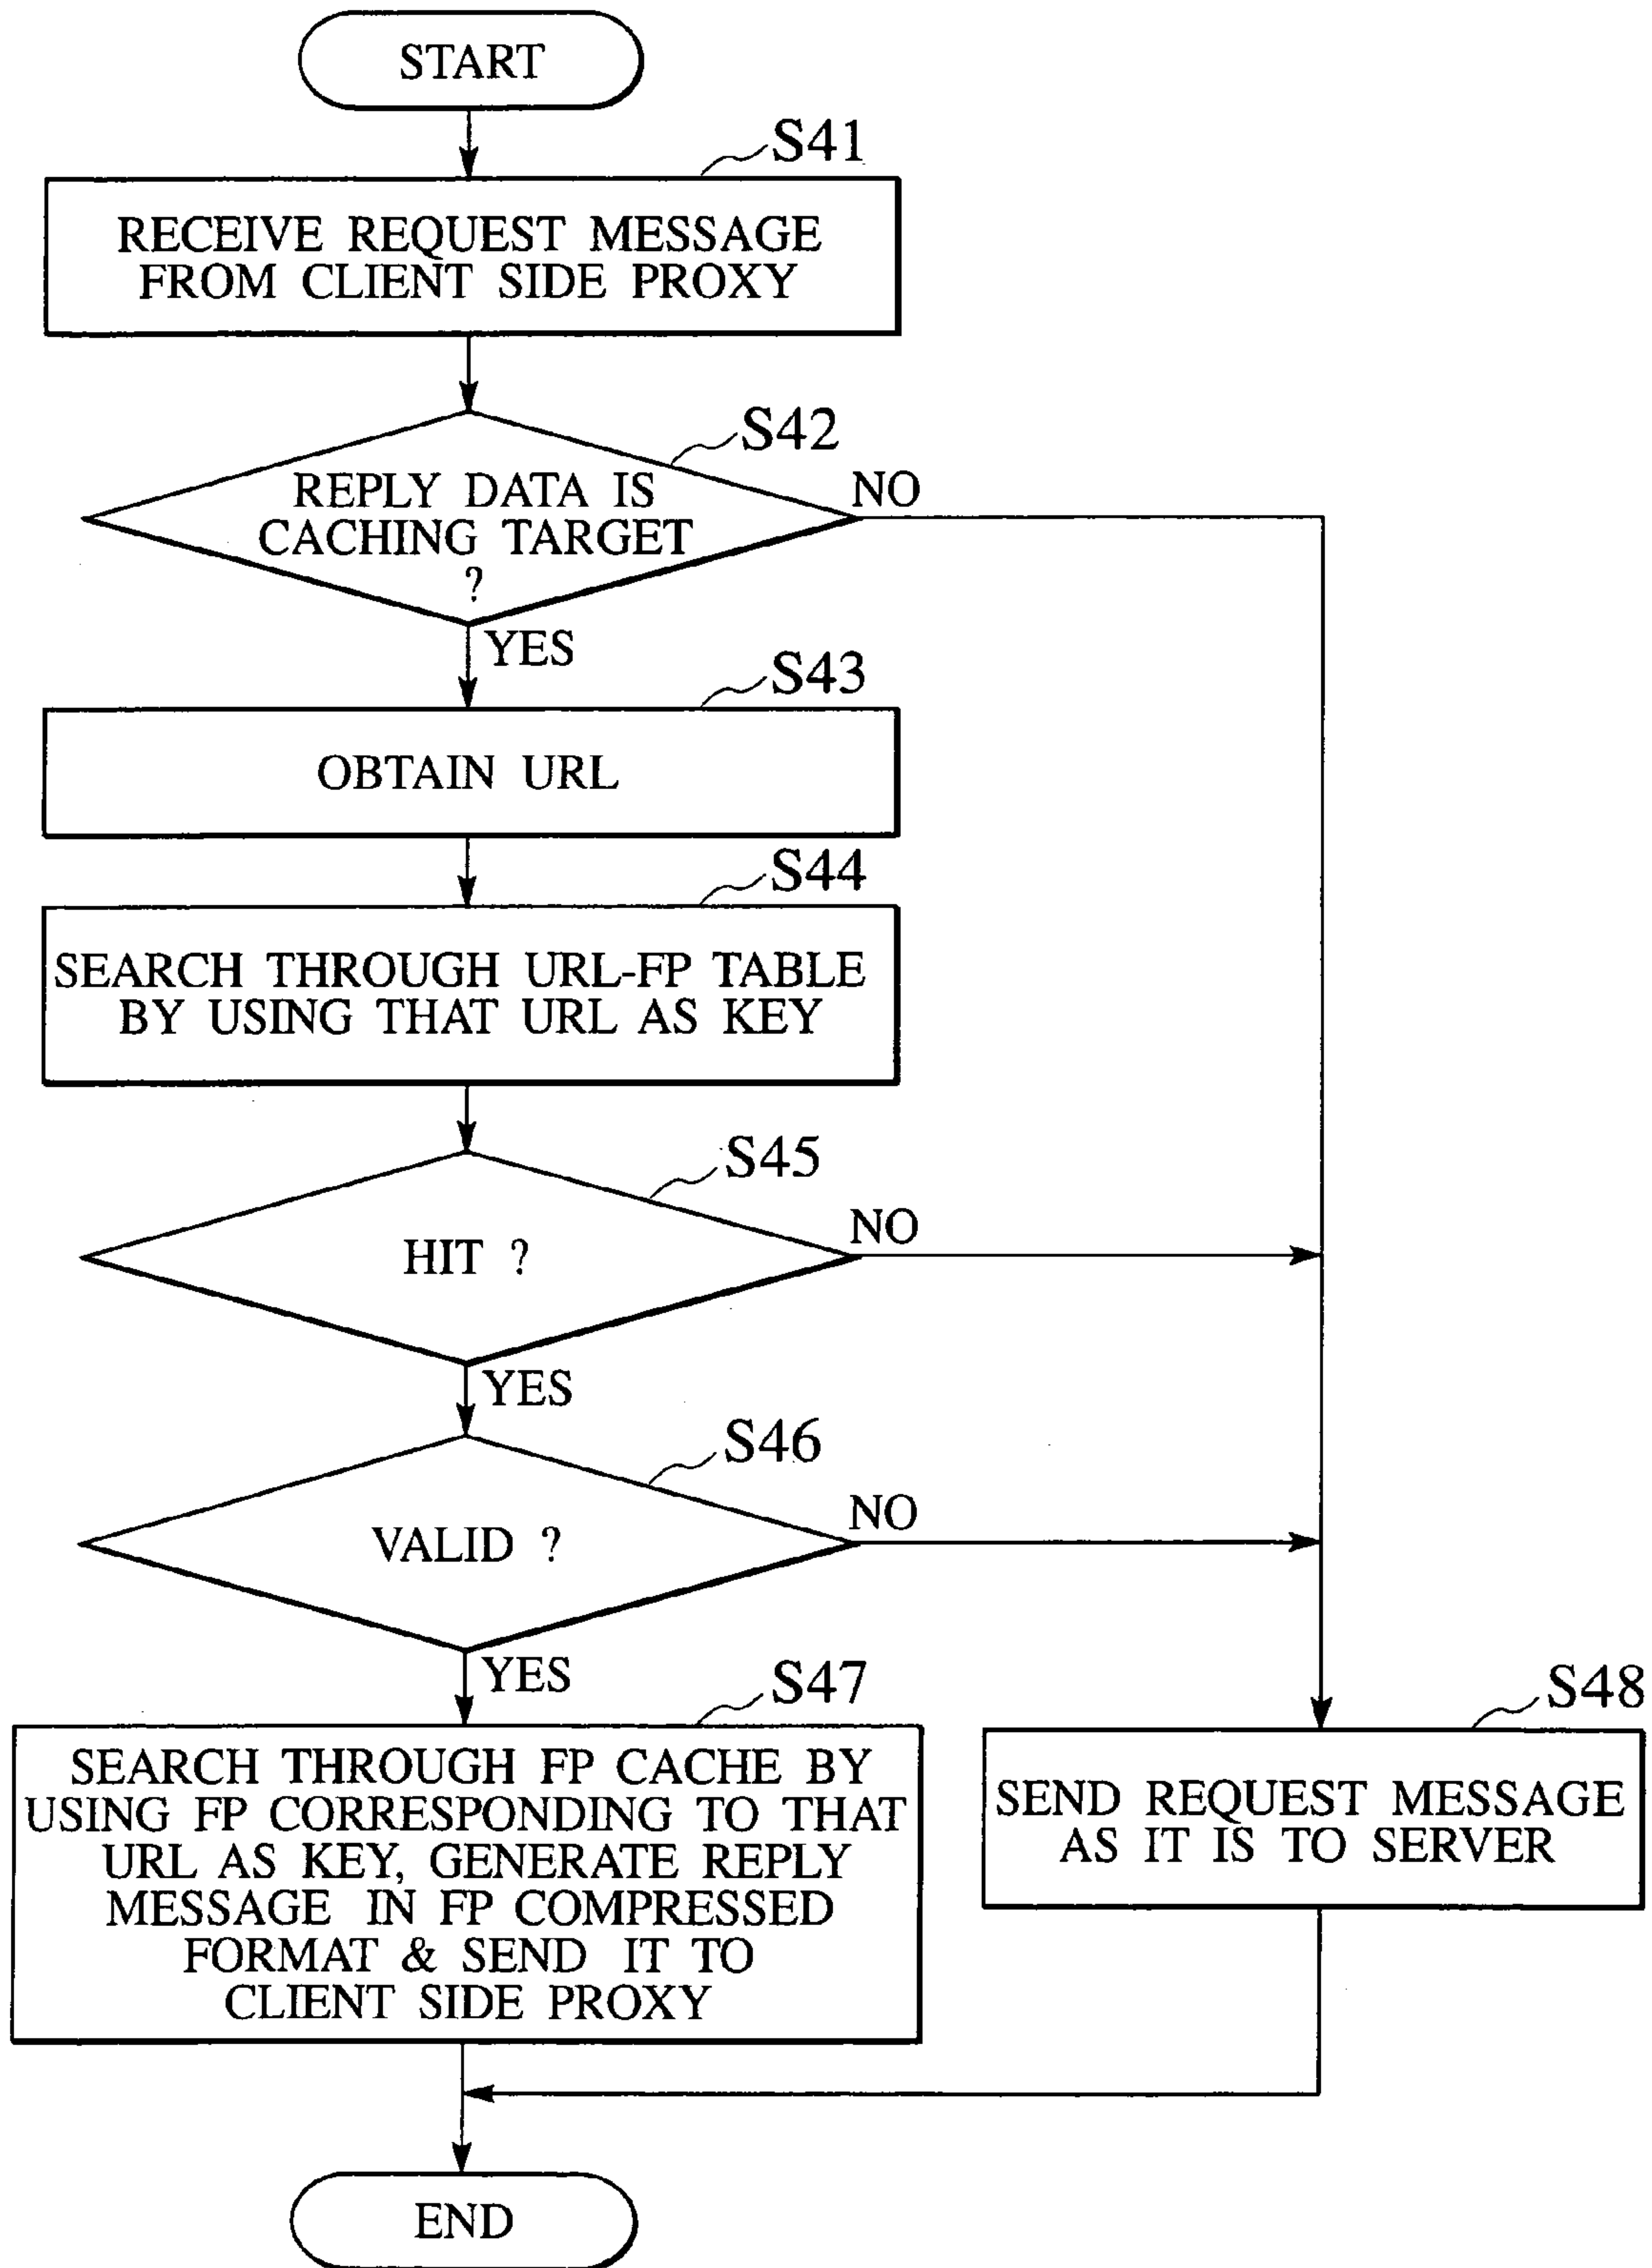 START
S41
RECEIVE REQUEST MESSAGE
FROM CLIENT SIDE PROXY
S42
REPLY DATA IS
CACHING TARGET
?
NO
YES
S43
OBTAIN URL
S44
SEARCH THROUGH URL-FP TABLE
BY USING THAT URL AS KEY
S45
HIT ?
NO
YES
S46
VALID ?
NO
YES
S47
SEARCH THROUGH FP CACHE BY
USING FP CORRESPONDING TO THAT
URL AS KEY, GENERATE REPLY
MESSAGE IN FP COMPRESSED
FORMAT & SEND IT TO
CLIENT SIDE PROXY
S48
SEND REQUEST MESSAGE
AS IT IS TO SERVER
END